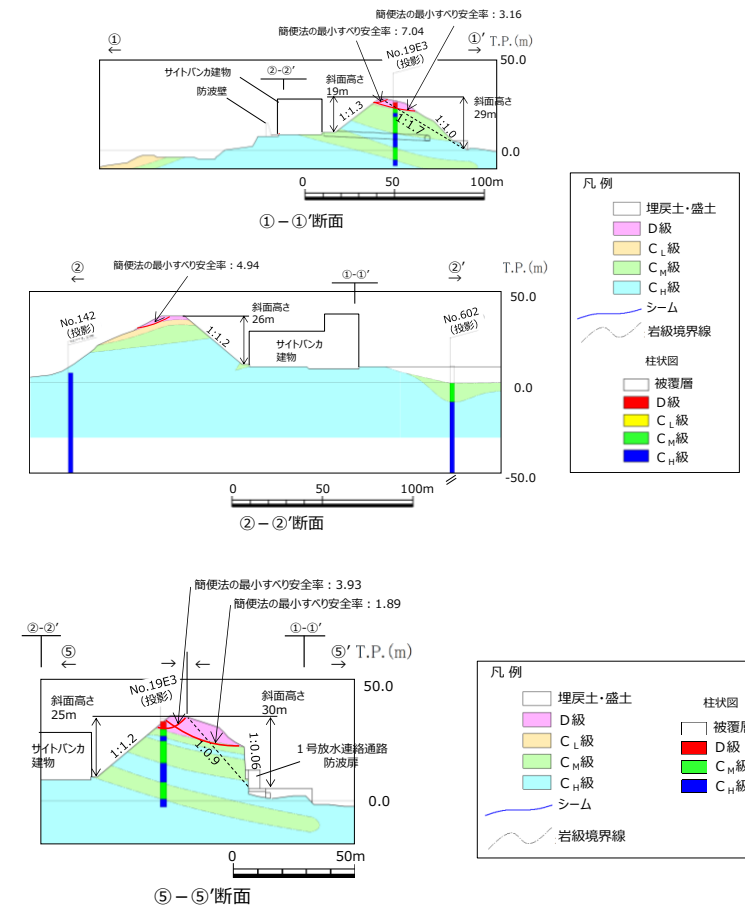 簡便法の最小すべり安全率：3.16
簡便法の最小すべり安全率：7.04
①
①′ T.P.(m)
No.19E3
(投影)
50.0
サイトバンカ建物
②-②′
斜面高さ
19m
斜面高さ
29m
防波壁
1:1.3
1:1.7
1:1.0
0.0
0 50 100m
①－①′断面
凡 例
埋戻土・盛土
D級
CL級
CM級
CH級
シーム
岩級境界線
柱状図
被覆層
D級
CL級
CM級
CH級
②
簡便法の最小すべり安全率：4.94
①-①′
②′
T.P.(m)
50.0
No.142
(投影)
斜面高さ
26m
1:1.2
サイトバンカ
建物
No.602
(投影)
0.0
-50.0
0 50 100m
②－②′断面
簡便法の最小すべり安全率：3.93
簡便法の最小すべり安全率：1.89
②-②′
①-①′
⑤
⑤′ T.P.(m)
No.19E3
(投影)
50.0
斜面高さ
25m
斜面高さ
30m
サイトバンカ
建物
1:1.2
1:0.9
1:0.06
１号放水連絡通路
防波扉
0.0
0 50m
⑤－⑤′断面
凡 例
埋戻土・盛土
D級
CL級
CM級
CH級
シーム
岩級境界線
柱状図
被覆
D級
CM級
CH級